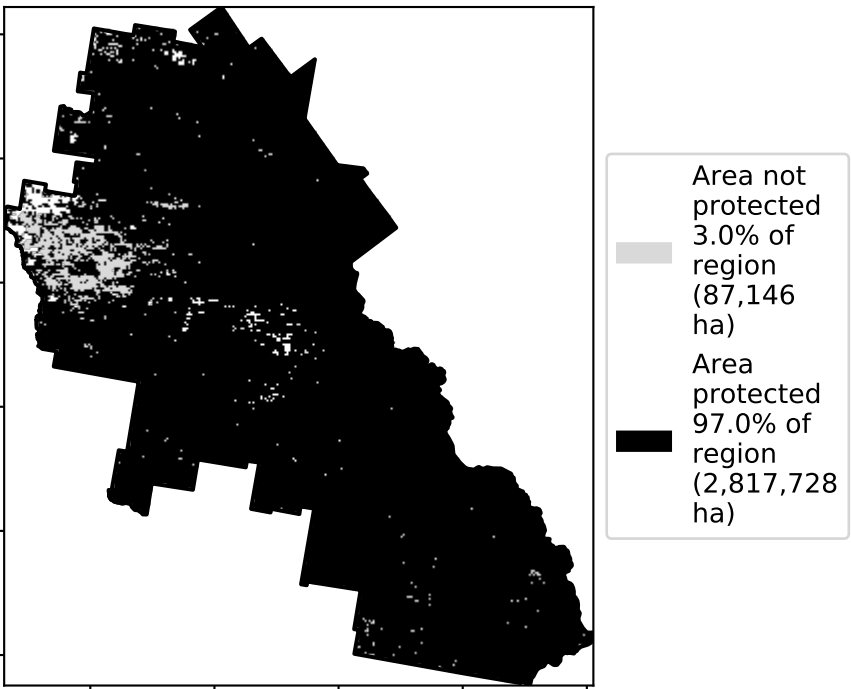 Area not
protected
3.0% of
region
(87,146
ha)
Area
protected
97.0% of
region
(2,817,728
ha)